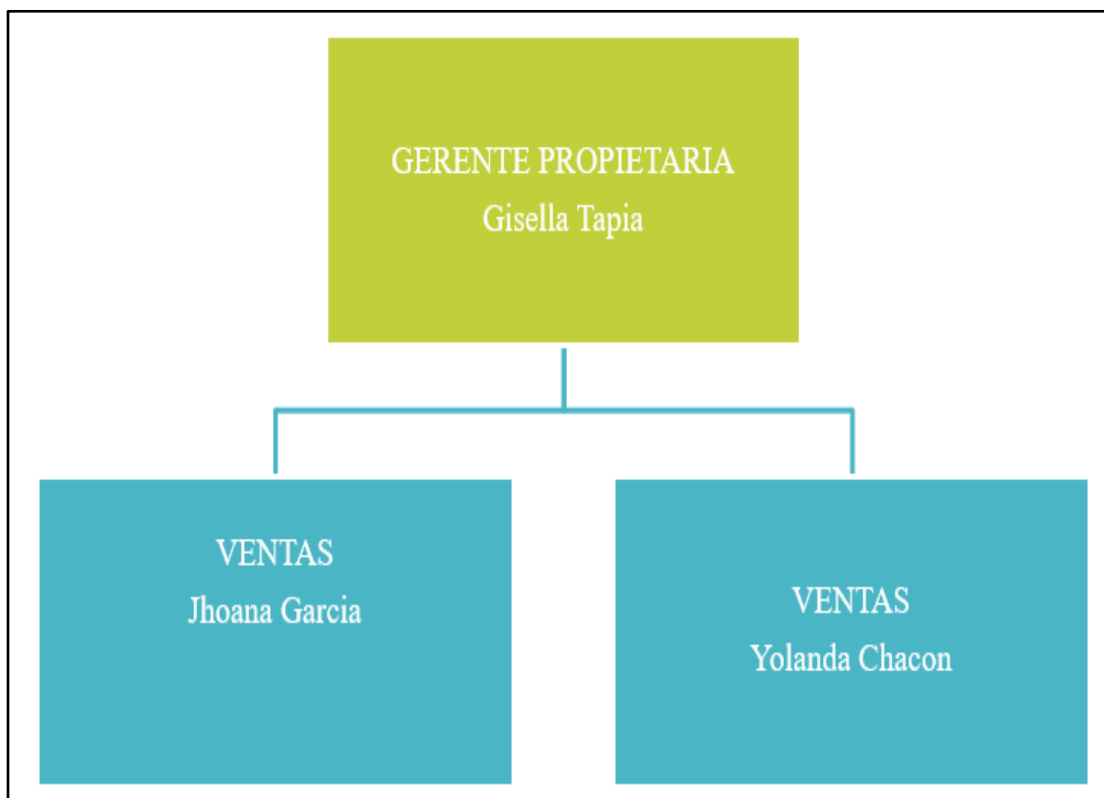 GERENTE PROPIETARIA
Gisella Tapia
VENTAS
Jhoana Garcia
VENTAS
Yolanda Chacon